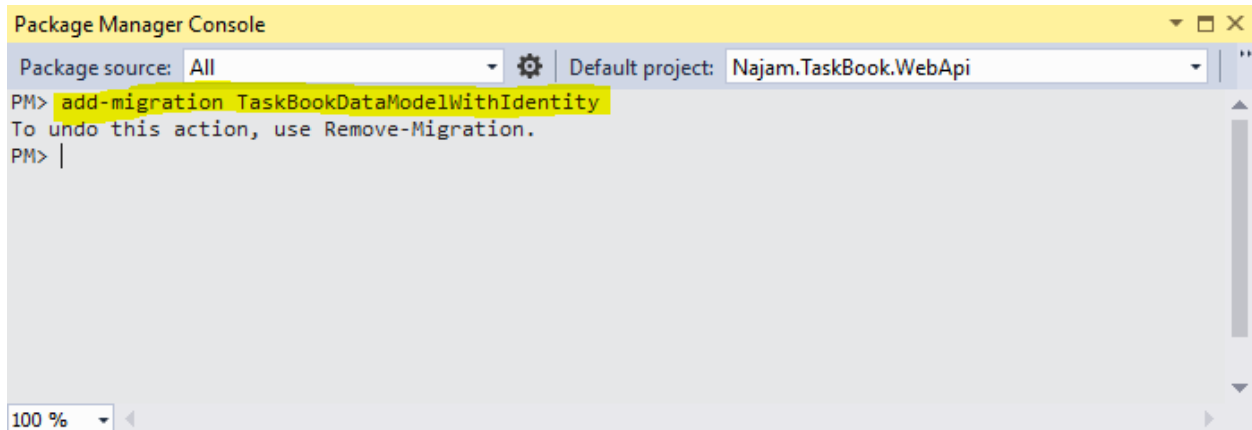 Package Manager Console
Package source: All Default project: Najam.TaskBook.WebApi
PM> add-migration TaskBookDataModelWithIdentity
To undo this action, use Remove-Migration.
PM>
100 %